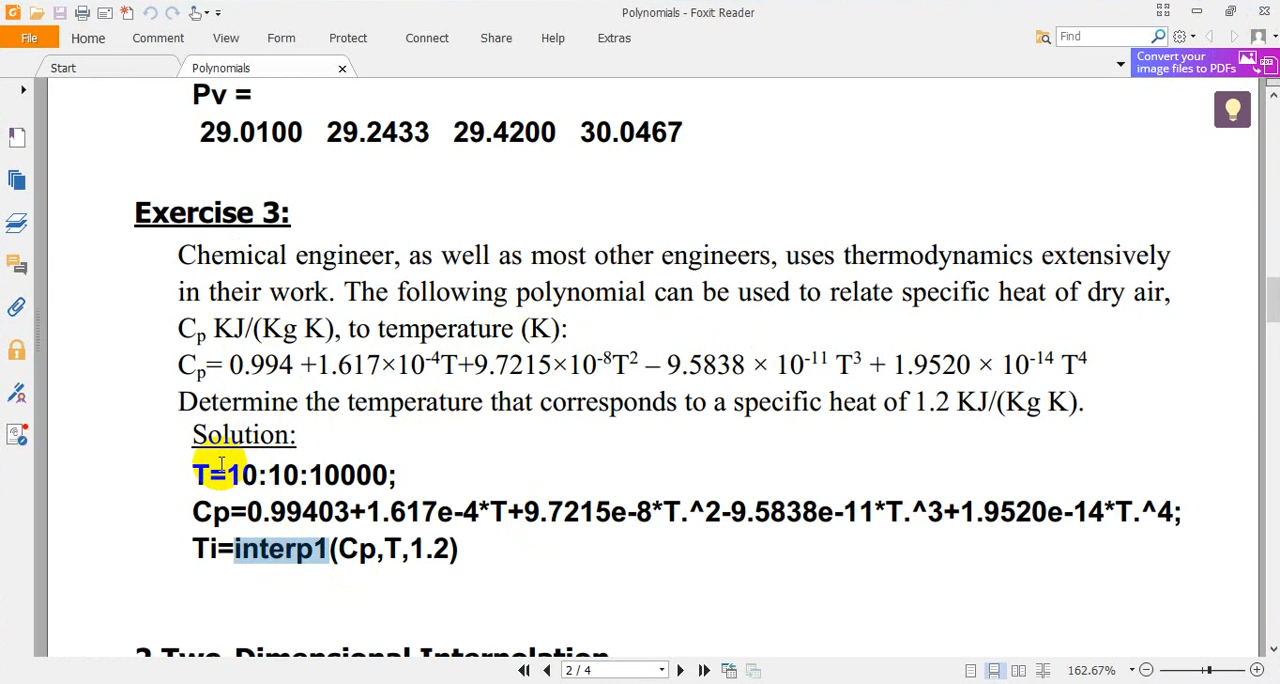 Polynomials - Foxit Reader
File Home Comment View Form Protect Connect Share Help Extras Find
Start Polynomials
Convert your
image files to PDFs
Pv =
29.0100 29.2433 29.4200 30.0467
Exercise 3:
Chemical engineer, as well as most other engineers, uses thermodynamics extensively
in their work. The following polynomial can be used to relate specific heat of dry air,
Cp KJ/(Kg K), to temperature (K):
Cp= 0.994 +1.617×10⁻⁴T+9.7215×10⁻⁸T² – 9.5838 × 10⁻¹¹ T³ + 1.9520 × 10⁻¹⁴ T⁴
Determine the temperature that corresponds to a specific heat of 1.2 KJ/(Kg K).
Solution:
T=10:10:10000;
Cp=0.99403+1.617e-4*T+9.7215e-8*T.^2-9.5838e-11*T.^3+1.9520e-14*T.^4;
Ti=interp1(Cp,T,1.2)
2 Two-Dimensional Interpolation
2 / 4 162.67%